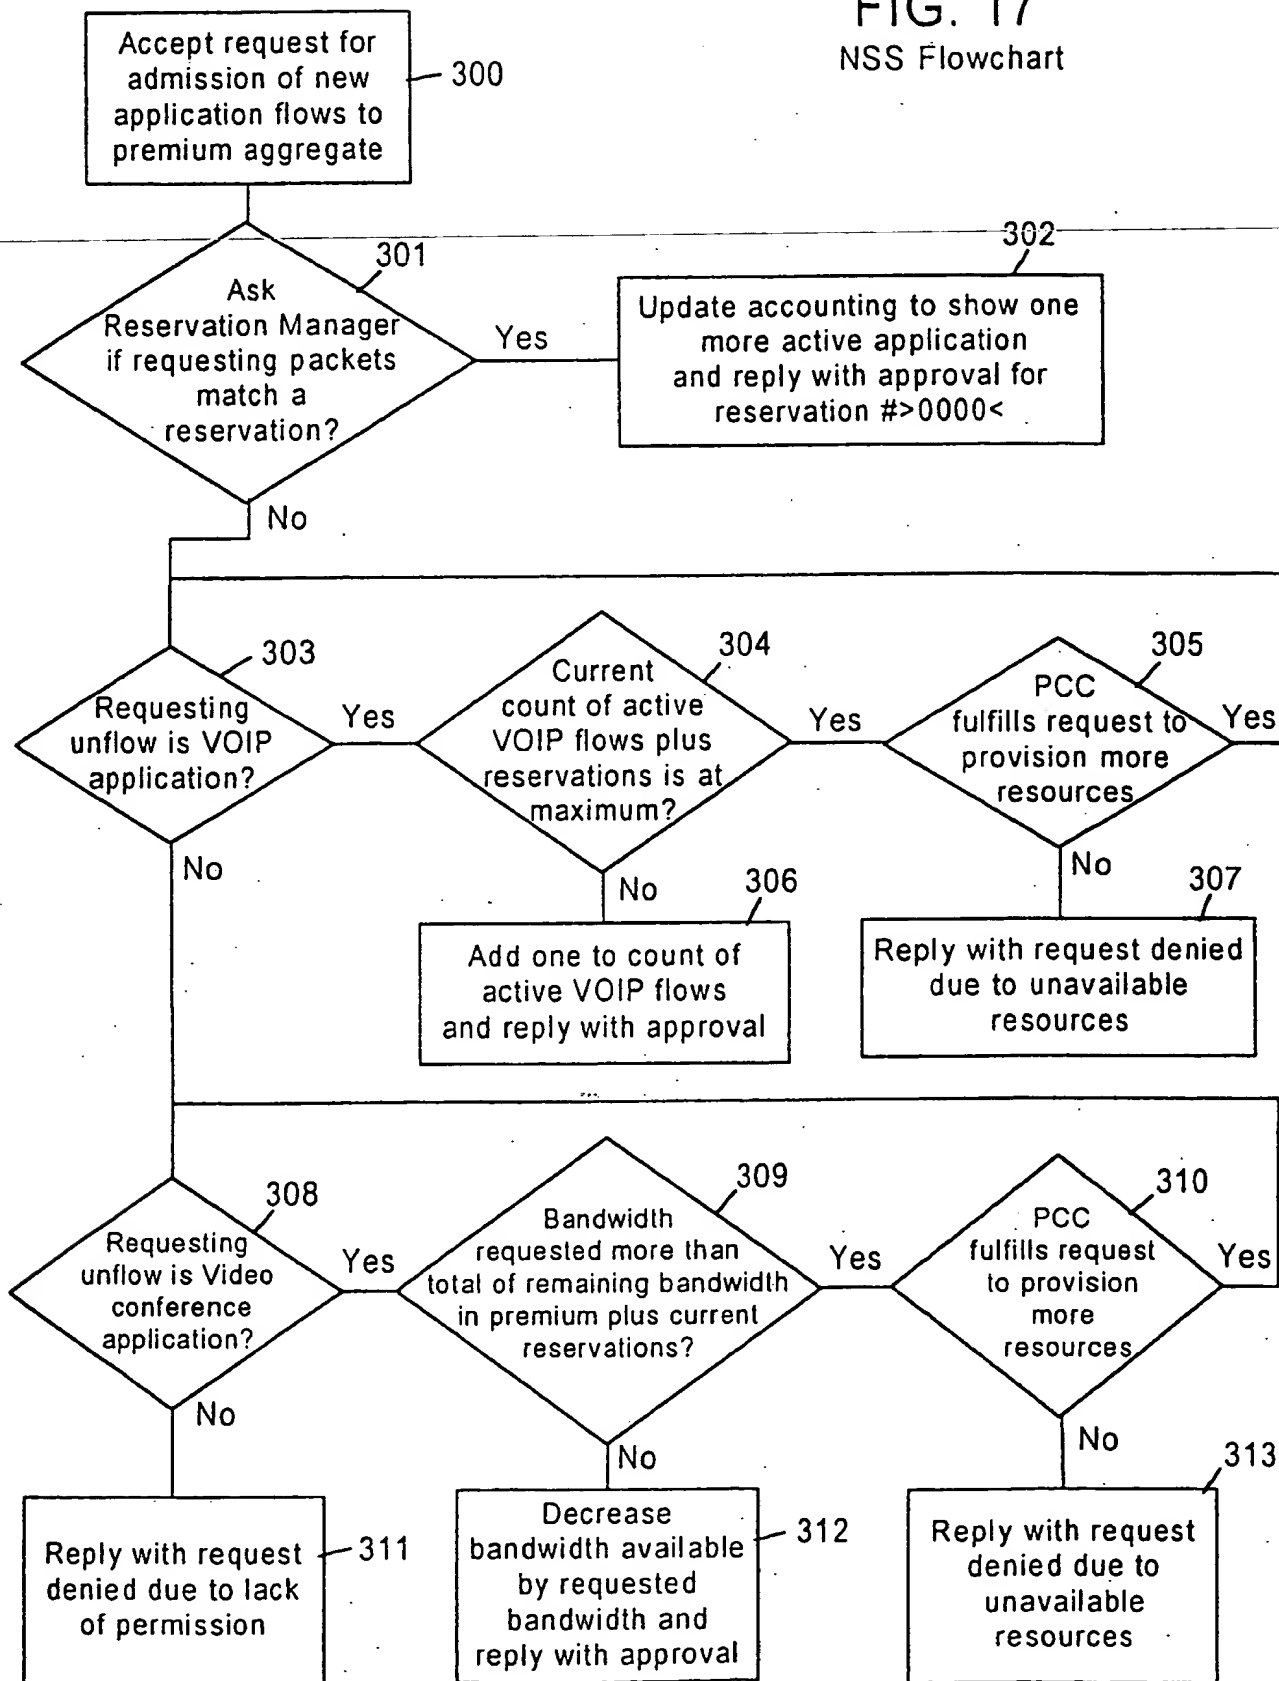 FIG. 17
NSS Flowchart
Accept request for
admission of new
application flows to
premium aggregate
300
301
Ask
Reservation Manager
if requesting packets
match a
reservation?
Yes
302
Update accounting to show one
more active application
and reply with approval for
reservation #>0000<
No
303
Requesting
unflow is VOIP
application?
Yes
304
Current
count of active
VOIP flows plus
reservations is at
maximum?
Yes
305
PCC
fulfills request to
provision more
resources
Yes
No
No
306
Add one to count of
active VOIP flows
and reply with approval
No
307
Reply with request denied
due to unavailable
resources
308
Requesting
unflow is Video
conference
application?
Yes
309
Bandwidth
requested more than
total of remaining bandwidth
in premium plus current
reservations?
Yes
310
PCC
fulfills request
to provision
more
resources
Yes
No
311
Reply with request
denied due to lack
of permission
No
312
Decrease
bandwidth available
by requested
bandwidth and
reply with approval
No
313
Reply with request
denied due to
unavailable
resources